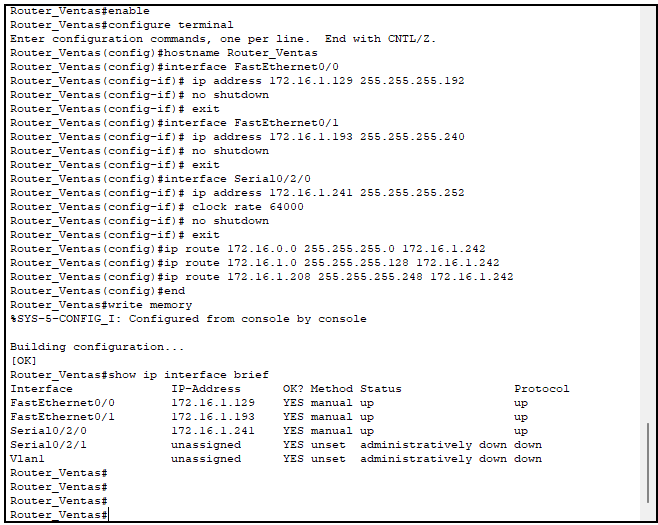 Router_Ventas#enable
Router_Ventas#configure terminal
Enter configuration commands, one per line.  End with CNTL/Z.
Router_Ventas(config)#hostname Router_Ventas
Router_Ventas(config)#interface FastEthernet0/0
Router_Ventas(config-if)# ip address 172.16.1.129 255.255.255.192
Router_Ventas(config-if)# no shutdown
Router_Ventas(config-if)# exit
Router_Ventas(config)#interface FastEthernet0/1
Router_Ventas(config-if)# ip address 172.16.1.193 255.255.255.240
Router_Ventas(config-if)# no shutdown
Router_Ventas(config-if)# exit
Router_Ventas(config)#interface Serial0/2/0
Router_Ventas(config-if)# ip address 172.16.1.241 255.255.255.252
Router_Ventas(config-if)# clock rate 64000
Router_Ventas(config-if)# no shutdown
Router_Ventas(config-if)# exit
Router_Ventas(config)#ip route 172.16.0.0 255.255.255.0 172.16.1.242
Router_Ventas(config)#ip route 172.16.1.0 255.255.255.128 172.16.1.242
Router_Ventas(config)#ip route 172.16.1.208 255.255.255.248 172.16.1.242
Router_Ventas(config)#end
Router_Ventas#write memory
%SYS-5-CONFIG_I: Configured from console by console

Building configuration...
[OK]
Router_Ventas#show ip interface brief
Interface              IP-Address      OK? Method Status                Protocol
FastEthernet0/0        172.16.1.129    YES manual up                    up
FastEthernet0/1        172.16.1.193    YES manual up                    up
Serial0/2/0            172.16.1.241    YES manual up                    up
Serial0/2/1            unassigned      YES unset  administratively down down
Vlan1                  unassigned      YES unset  administratively down down
Router_Ventas#
Router_Ventas#
Router_Ventas#
Router_Ventas#